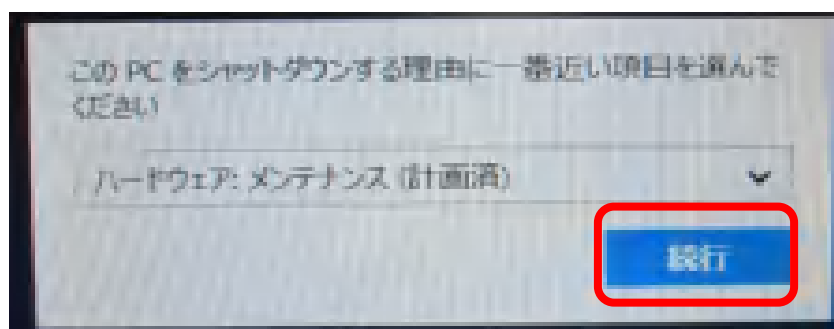 この PC をシャットダウンする理由に一番近い項目を選んで
ください
ハードウェア: メンテナンス (計画済)
続行